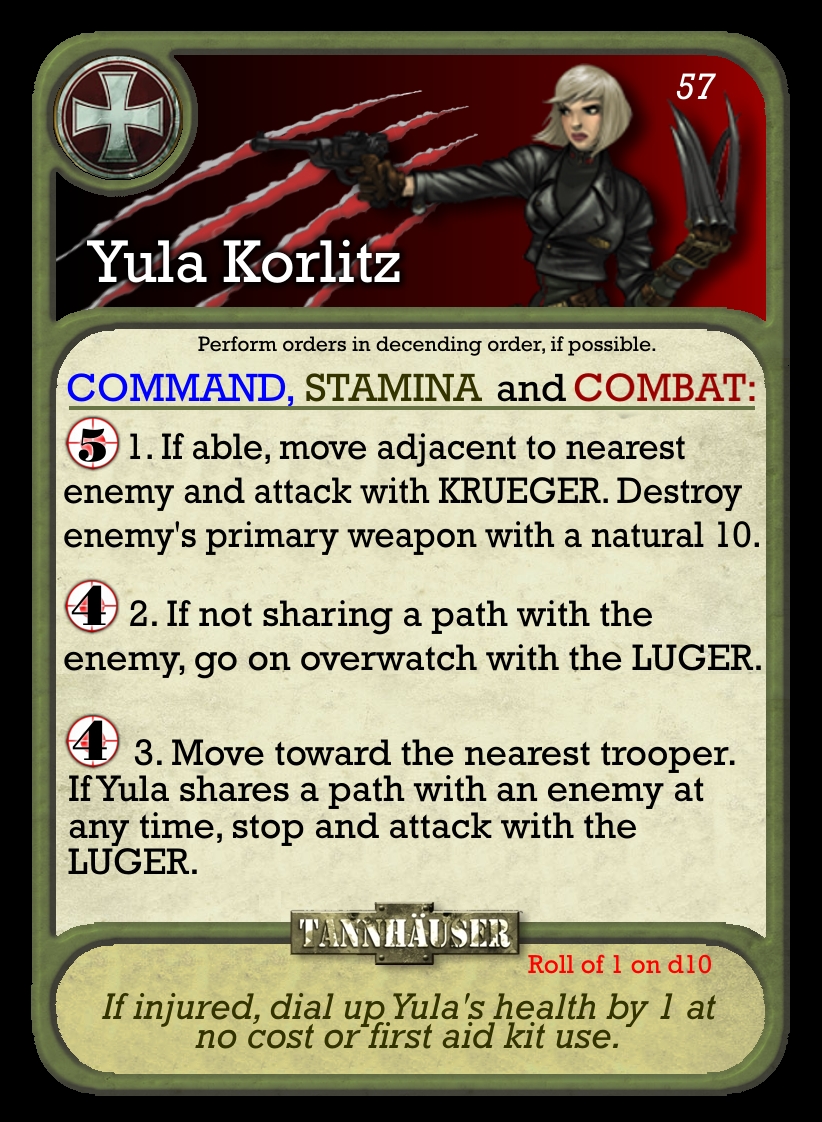 57
Yula Korlitz
Perform orders in decending order, if possible.
COMMAND, STAMINA and COMBAT:
5 1. If able, move adjacent to nearest
enemy and attack with KRUEGER. Destroy
enemy's primary weapon with a natural 10.
4 2. If not sharing a path with the
enemy, go on overwatch with the LUGER.
4 3. Move toward the nearest trooper.
If Yula shares a path with an enemy at
any time, stop and attack with the
LUGER.
TANNHÄUSER
Roll of 1 on d10
If injured, dial up Yula's health by 1 at
no cost or first aid kit use.